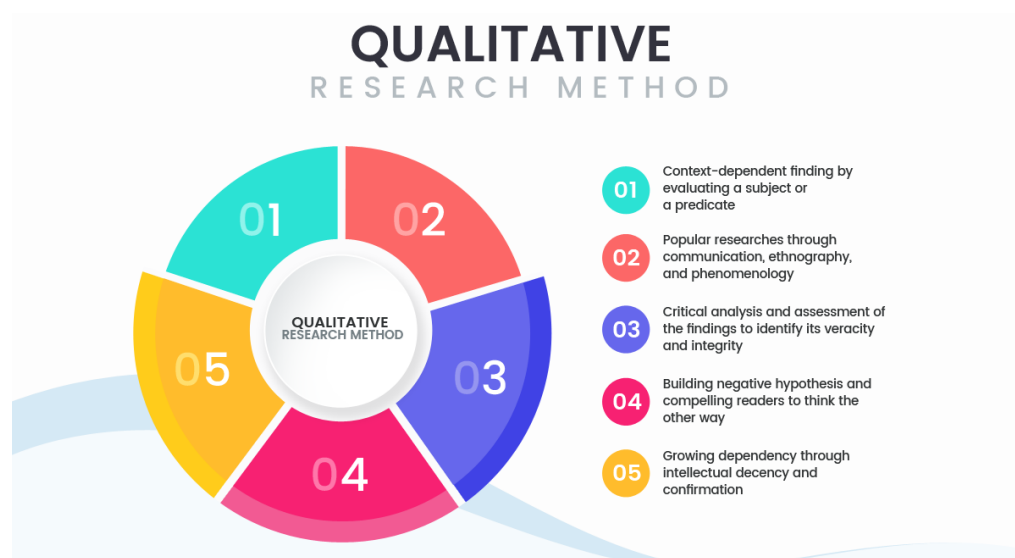 QUALITATIVE
RESEARCH METHOD
01
02
03
04
05
QUALITATIVE
RESEARCH METHOD
01
Context-dependent finding by
evaluating a subject or
a predicate
02
Popular researches through
communication, ethnography,
and phenomenology
03
Critical analysis and assessment of
the findings to identify its veracity
and integrity
04
Building negative hypothesis and
compelling readers to think the
other way
05
Growing dependency through
intellectual decency and
confirmation